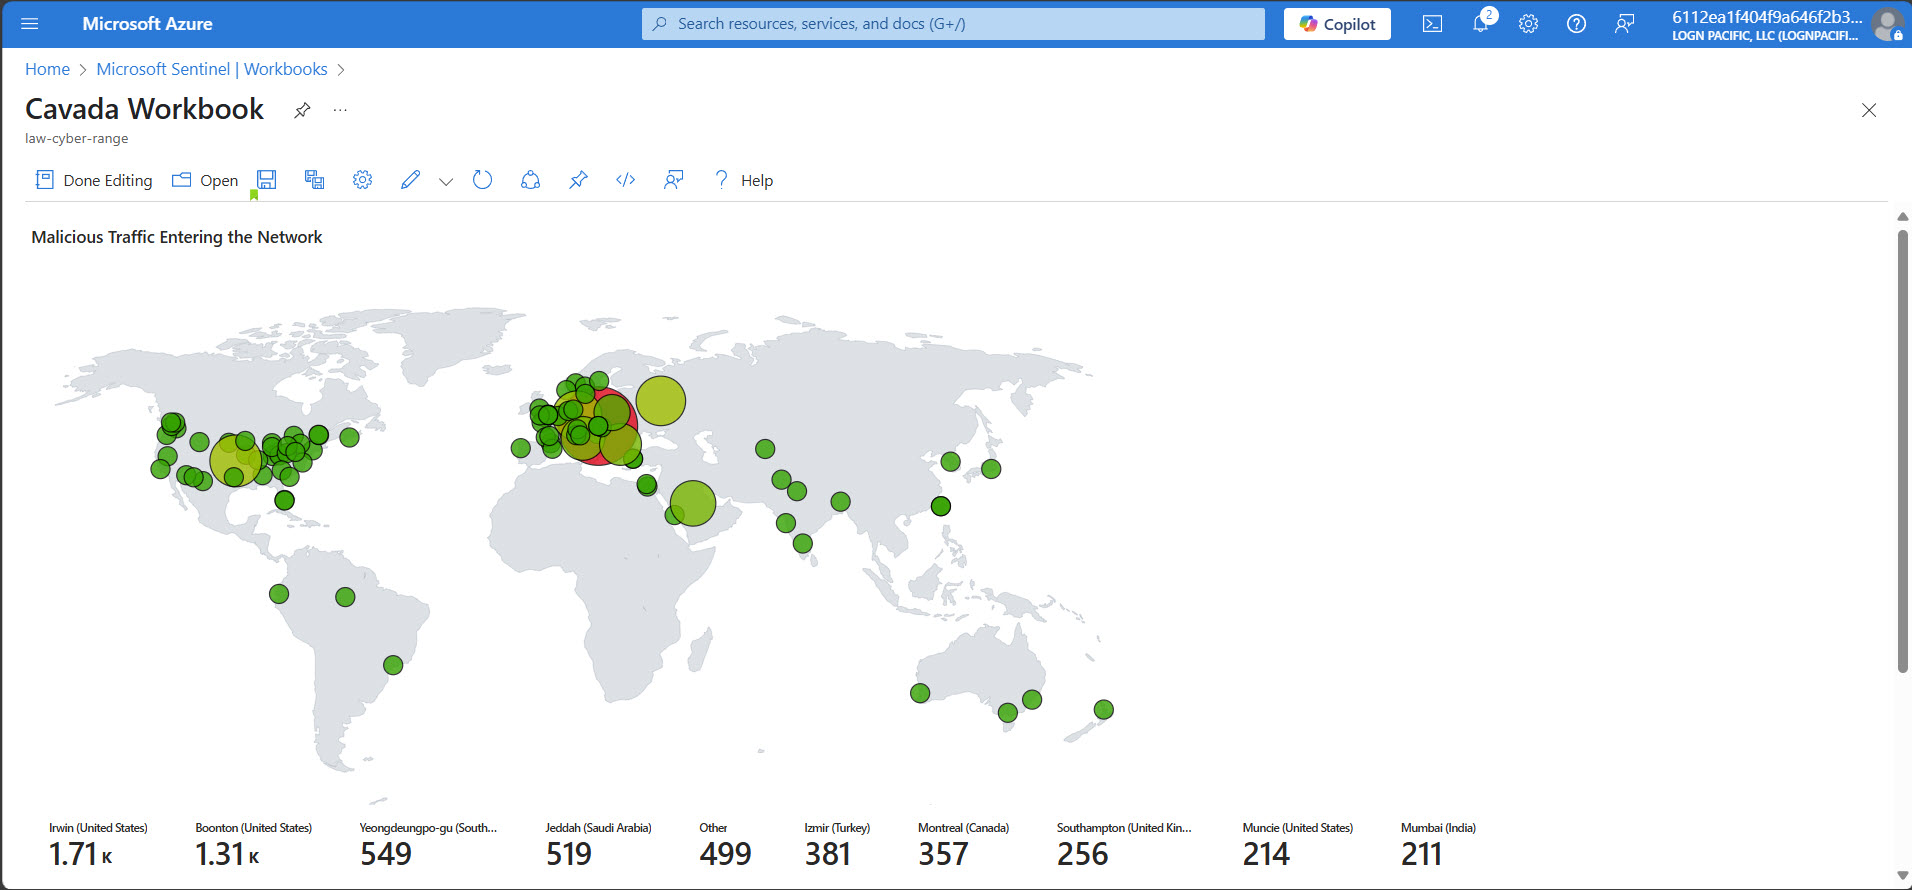 Microsoft Azure
Search resources, services, and docs (G+/)
Copilot
2
6112ea1f404f9a646f2b3...
LOGN PACIFIC, LLC (LOGNPACIFI...
Home > Microsoft Sentinel | Workbooks >
Cavada Workbook
...
law-cyber-range
Done Editing
Open
</>
? Help
Malicious Traffic Entering the Network
Irwin (United States)
1.71 K
Boonton (United States)
1.31 K
Yeongdeungpo-gu (South...
549
Jeddah (Saudi Arabia)
519
Other
499
Izmir (Turkey)
381
Montreal (Canada)
357
Southampton (United Kin...
256
Muncie (United States)
214
Mumbai (India)
211